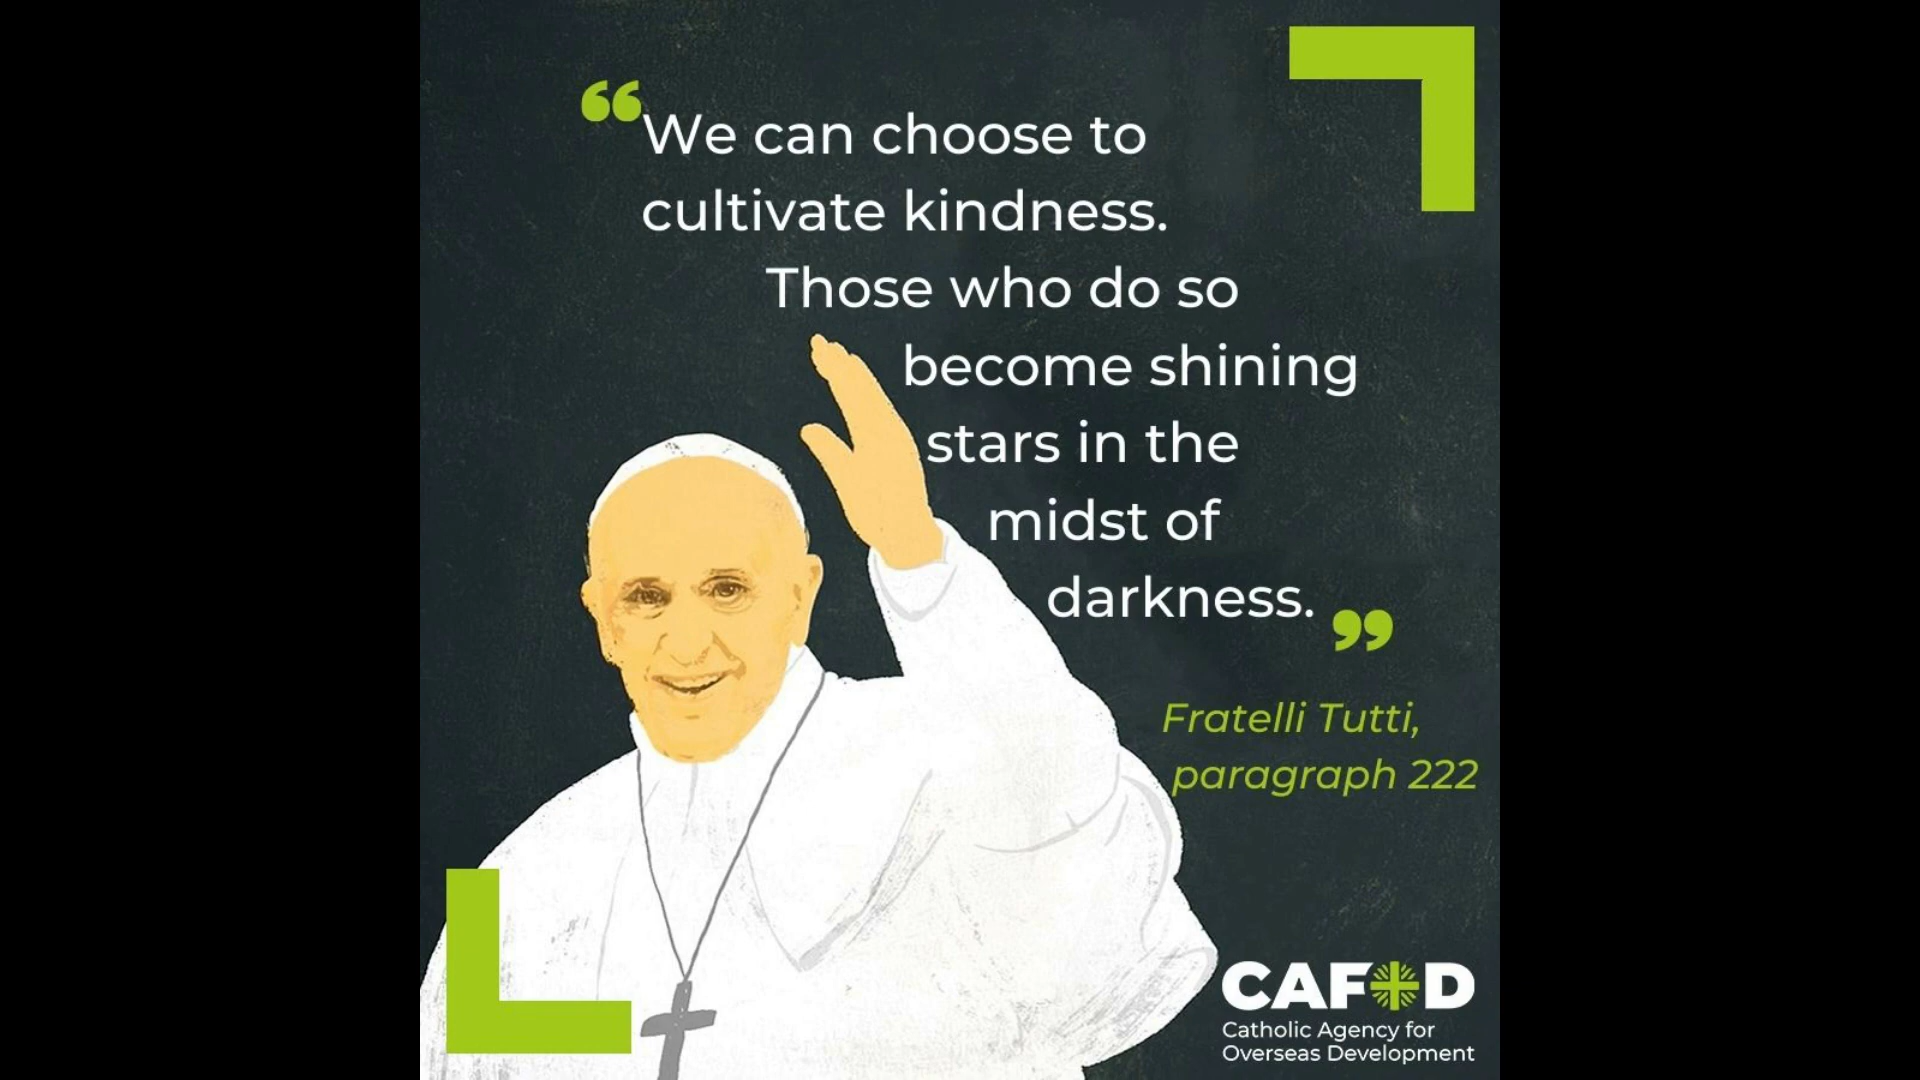 “We can choose to
cultivate kindness.
Those who do so
become shining
stars in the
midst of
darkness.”
Fratelli Tutti,
paragraph 222
CAFOD
Catholic Agency for
Overseas Development